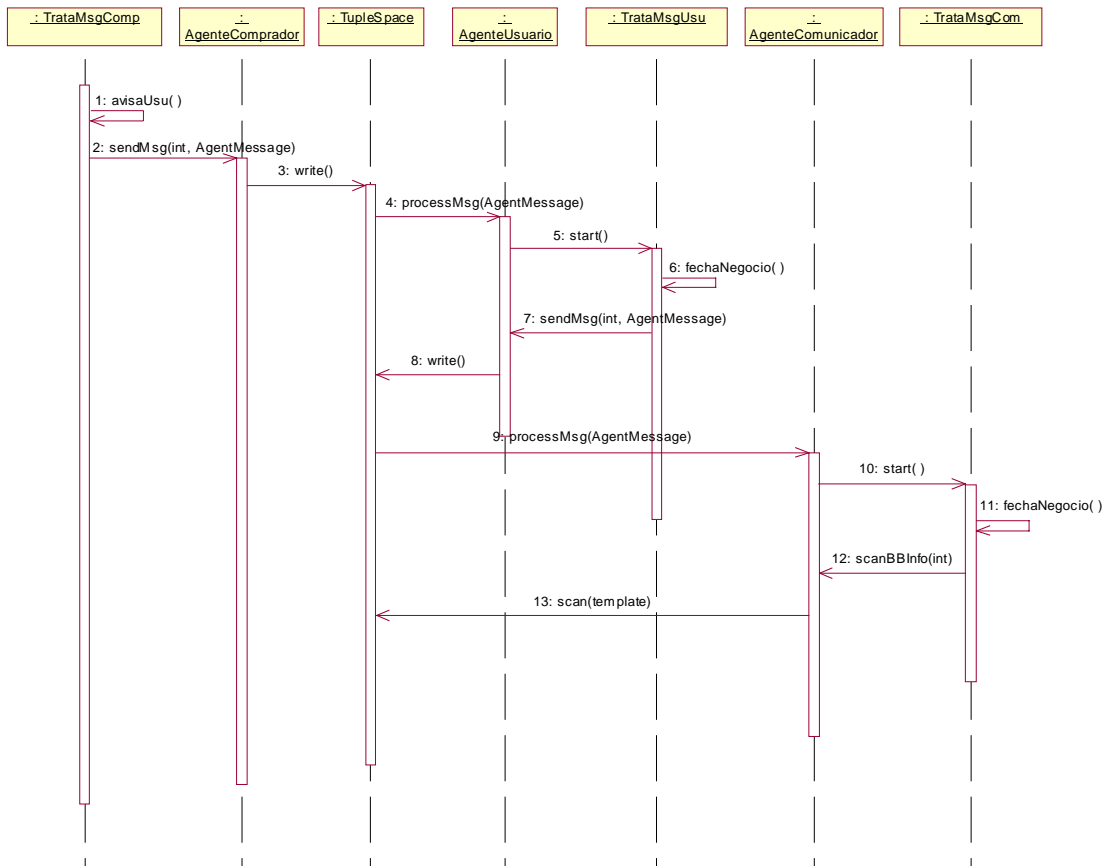 : TrataMsgComp
:
AgenteComprador
: TupleSpace
:
AgenteUsuario
: TrataMsgUsu
:
AgenteComunicador
: TrataMsgCom
1: avisaUsu( )
2: sendMsg(int, AgentMessage)
3: write()
4: processMsg(AgentMessage)
5: start()
6: fechaNegocio( )
7: sendMsg(int, AgentMessage)
8: write()
9: processMsg(AgentMessage)
10: start( )
11: fechaNegocio( )
12: scanBBInfo(int)
13: scan(template)